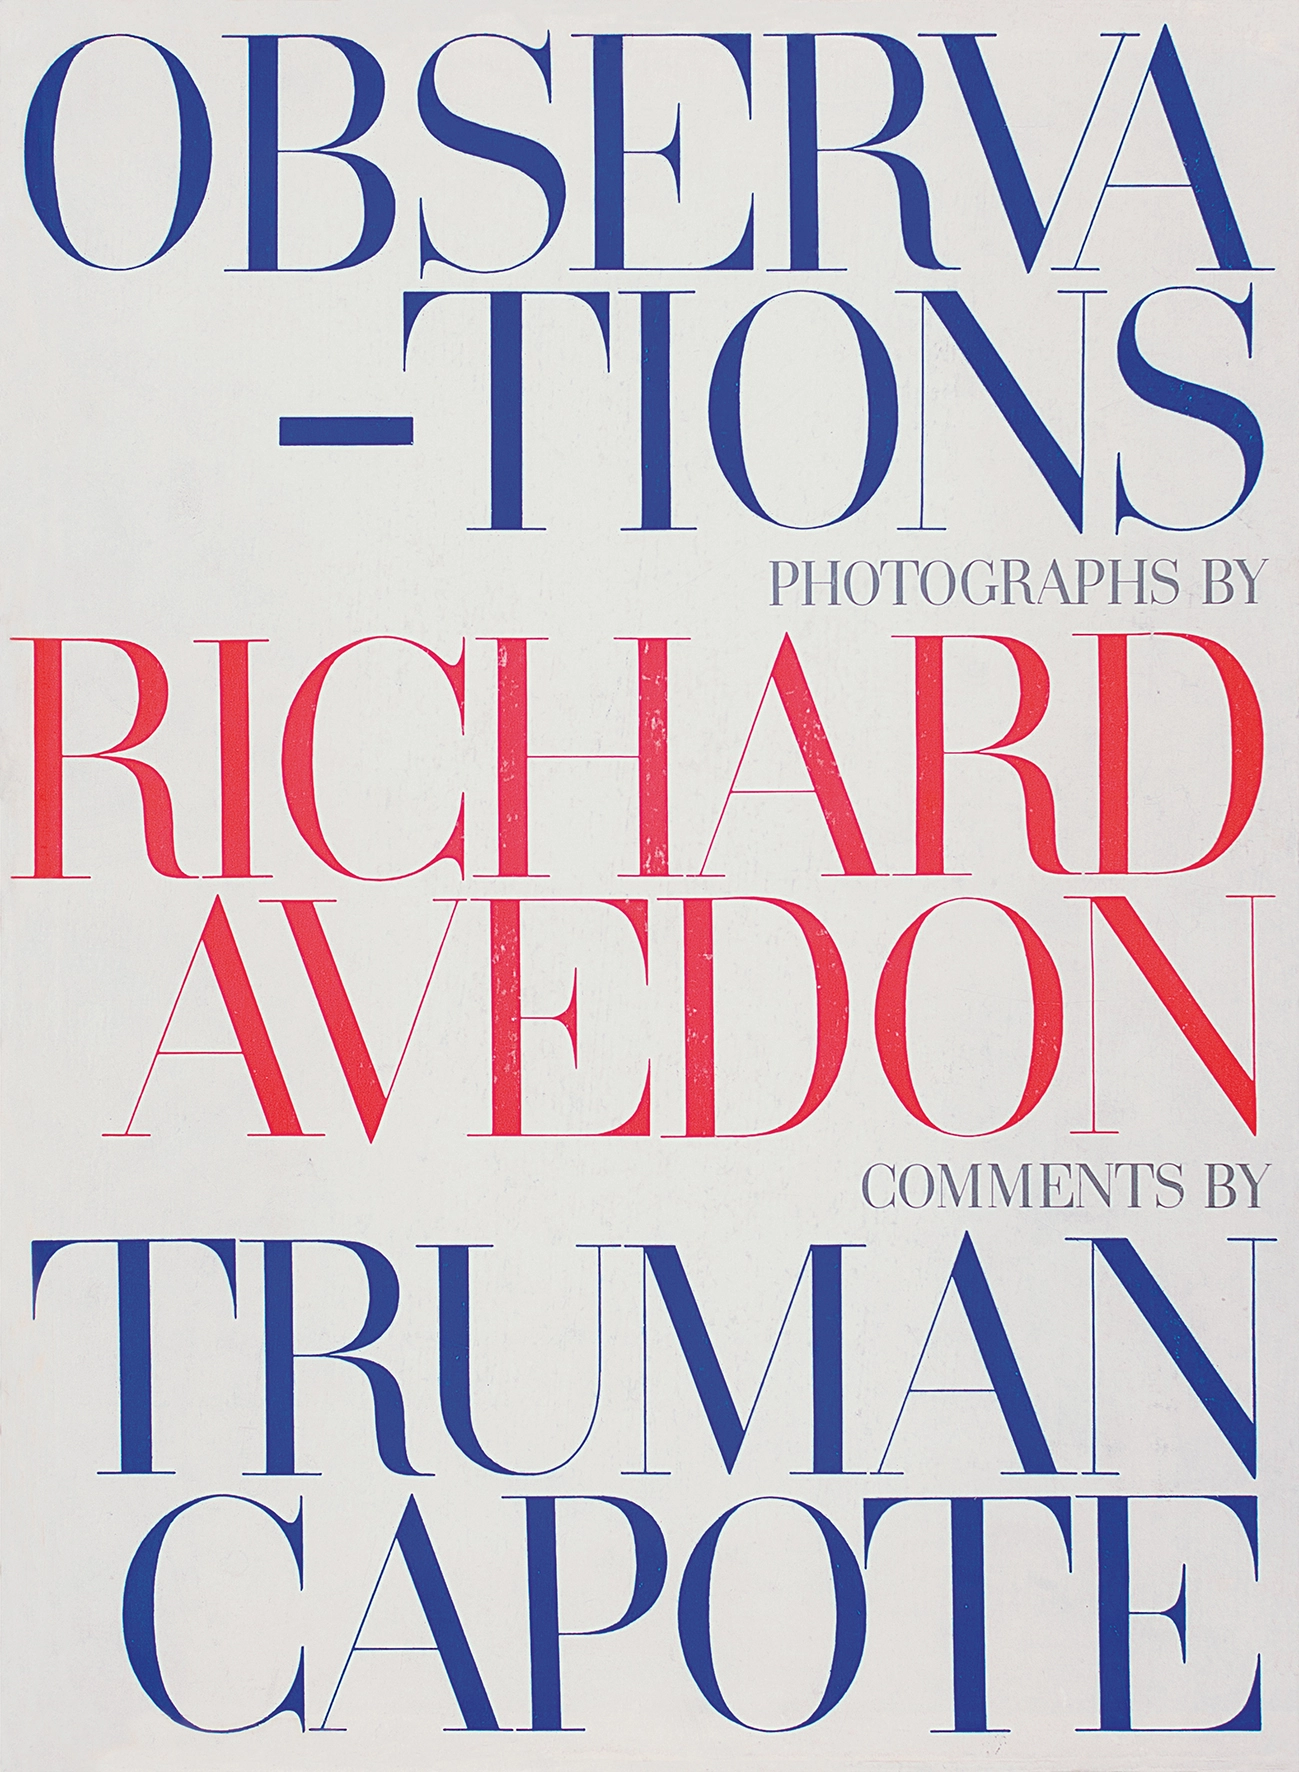 OBSERVA
-TIONS
PHOTOGRAPHS BY
RICHARD
AVEDON
COMMENTS BY
TRUMAN
CAPOTE